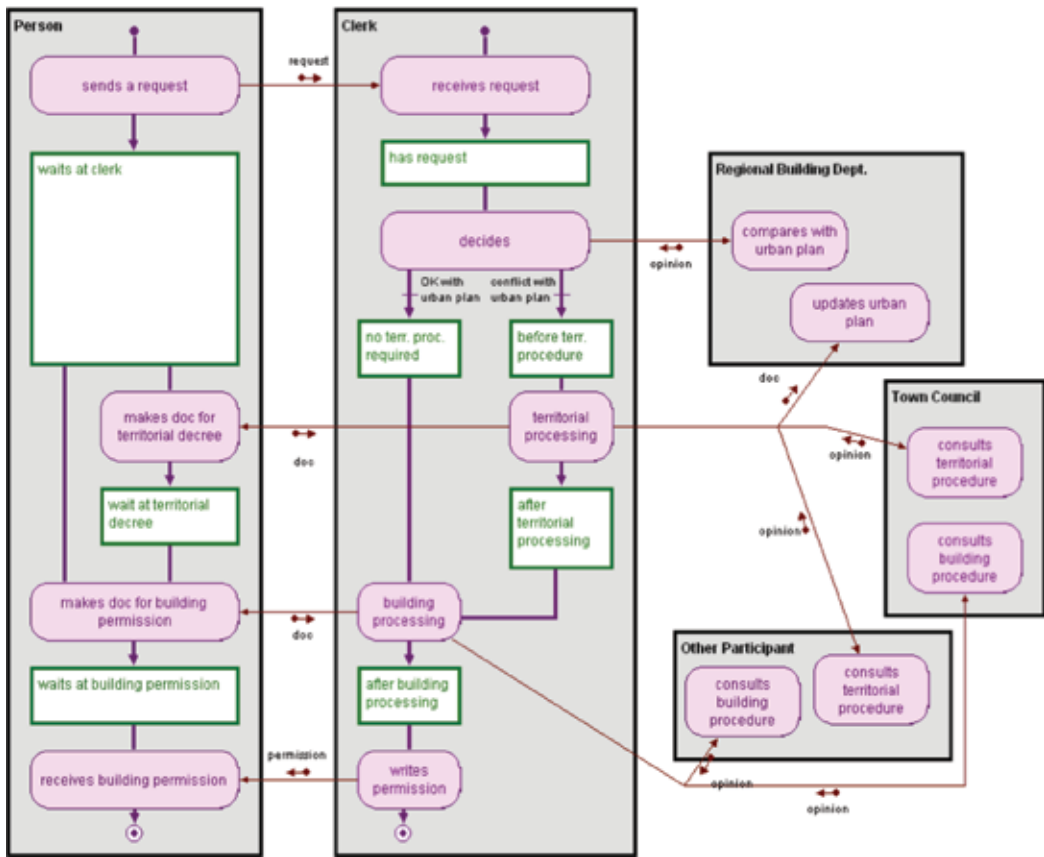 Person
Clerk
request
sends a request
receives request
waits at clerk
has request
Regional Building Dept.
decides
compares with
urban plan
opinion
OK with
urban plan
conflict with
urban plan
updates urban
plan
no terr. proc.
required
before terr.
procedure
doc
Town Council
makes doc for
territorial decree
territorial
processing
doc
opinion
consults
territorial
procedure
wait at territorial
decree
after
territorial
processing
opinion
consults
building
procedure
makes doc for building
permission
building
processing
doc
Other Participant
waits at building permission
after building
processing
consults
building
procedure
consults
territorial
procedure
permission
receives building permission
writes
permission
opinion
opinion